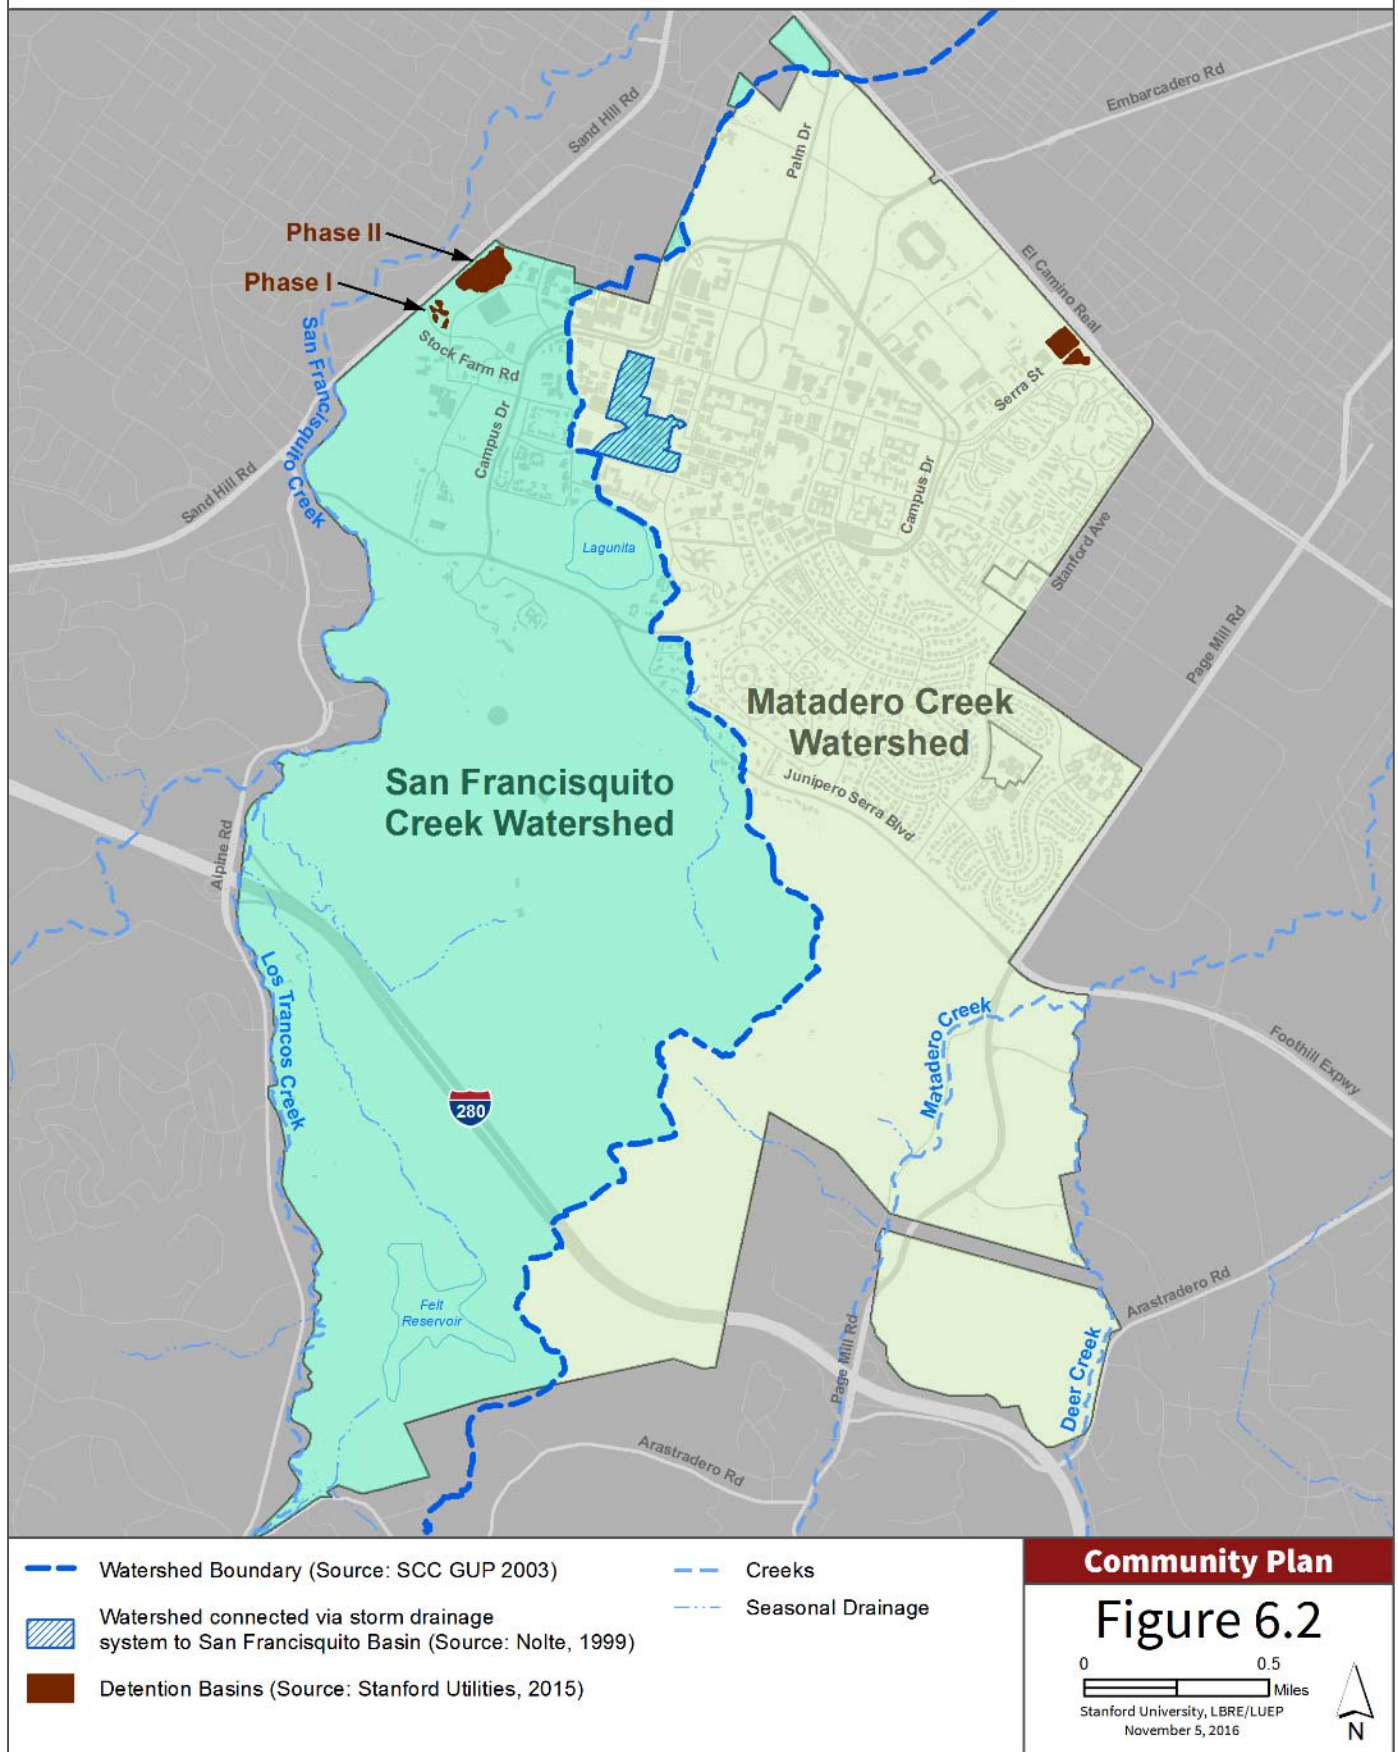 Embarcadero Rd
Sand Hill Rd
Palm Dr
Phase II
Phase I
El Camino Real
San Francisquito Creek
Stock Farm Rd
Serra St
Campus Dr
Sand Hill Rd
Campus Dr
Lagunita
Stanford Ave
Page Mill Rd
Matadero Creek
Watershed
San Francisquito
Creek Watershed
Junipero Serra Blvd
Alpine Rd
Los Trancos Creek
Matadero Creek
Foothill Expwy
280
Felt
Reservoir
Arastradero Rd
Page Mill Rd
Deer Creek
Arastradero Rd
Watershed Boundary (Source: SCC GUP 2003)
Watershed connected via storm drainage
system to San Francisquito Basin (Source: Nolte, 1999)
Detention Basins (Source: Stanford Utilities, 2015)
Creeks
Seasonal Drainage
Community Plan
Figure 6.2
0 0.5
Miles
Stanford University, LBRE/LUEP
November 5, 2016
N